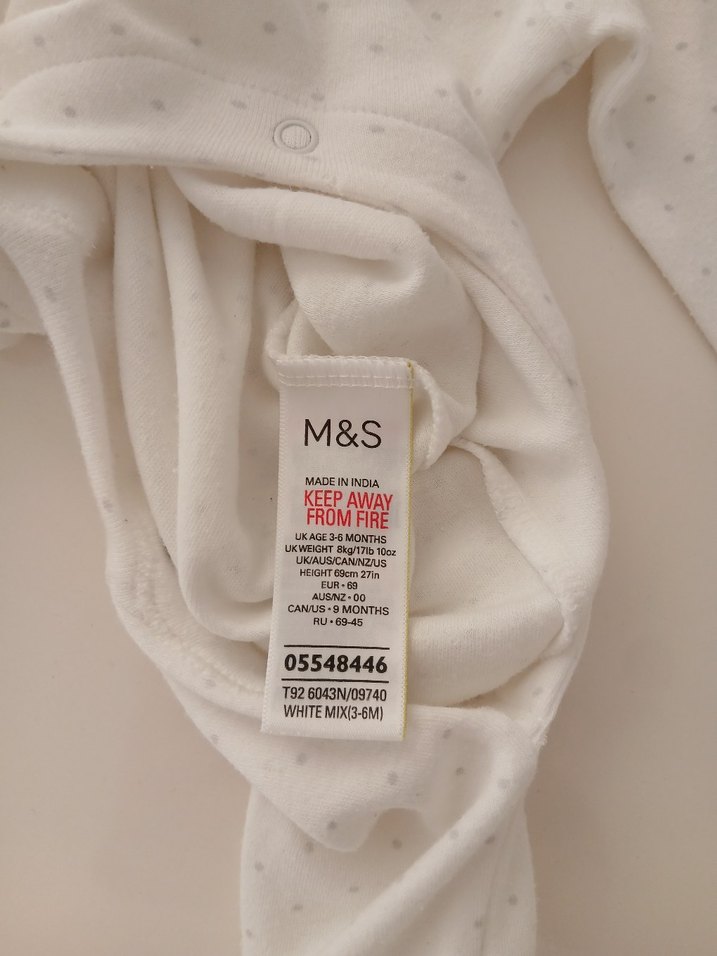 M&S
MADE IN INDIA
KEEP AWAY
FROM FIRE
UK AGE 3-6 MONTHS
UK WEIGHT 8kg/17lb 10oz
UK/AUS/CAN/NZ/US
HEIGHT 69cm 27in
EUR • 69
AUS/NZ • 00
CAN/US • 9 MONTHS
RU • 69-45
05548446
T92 6043N/09740
WHITE MIX(3-6M)